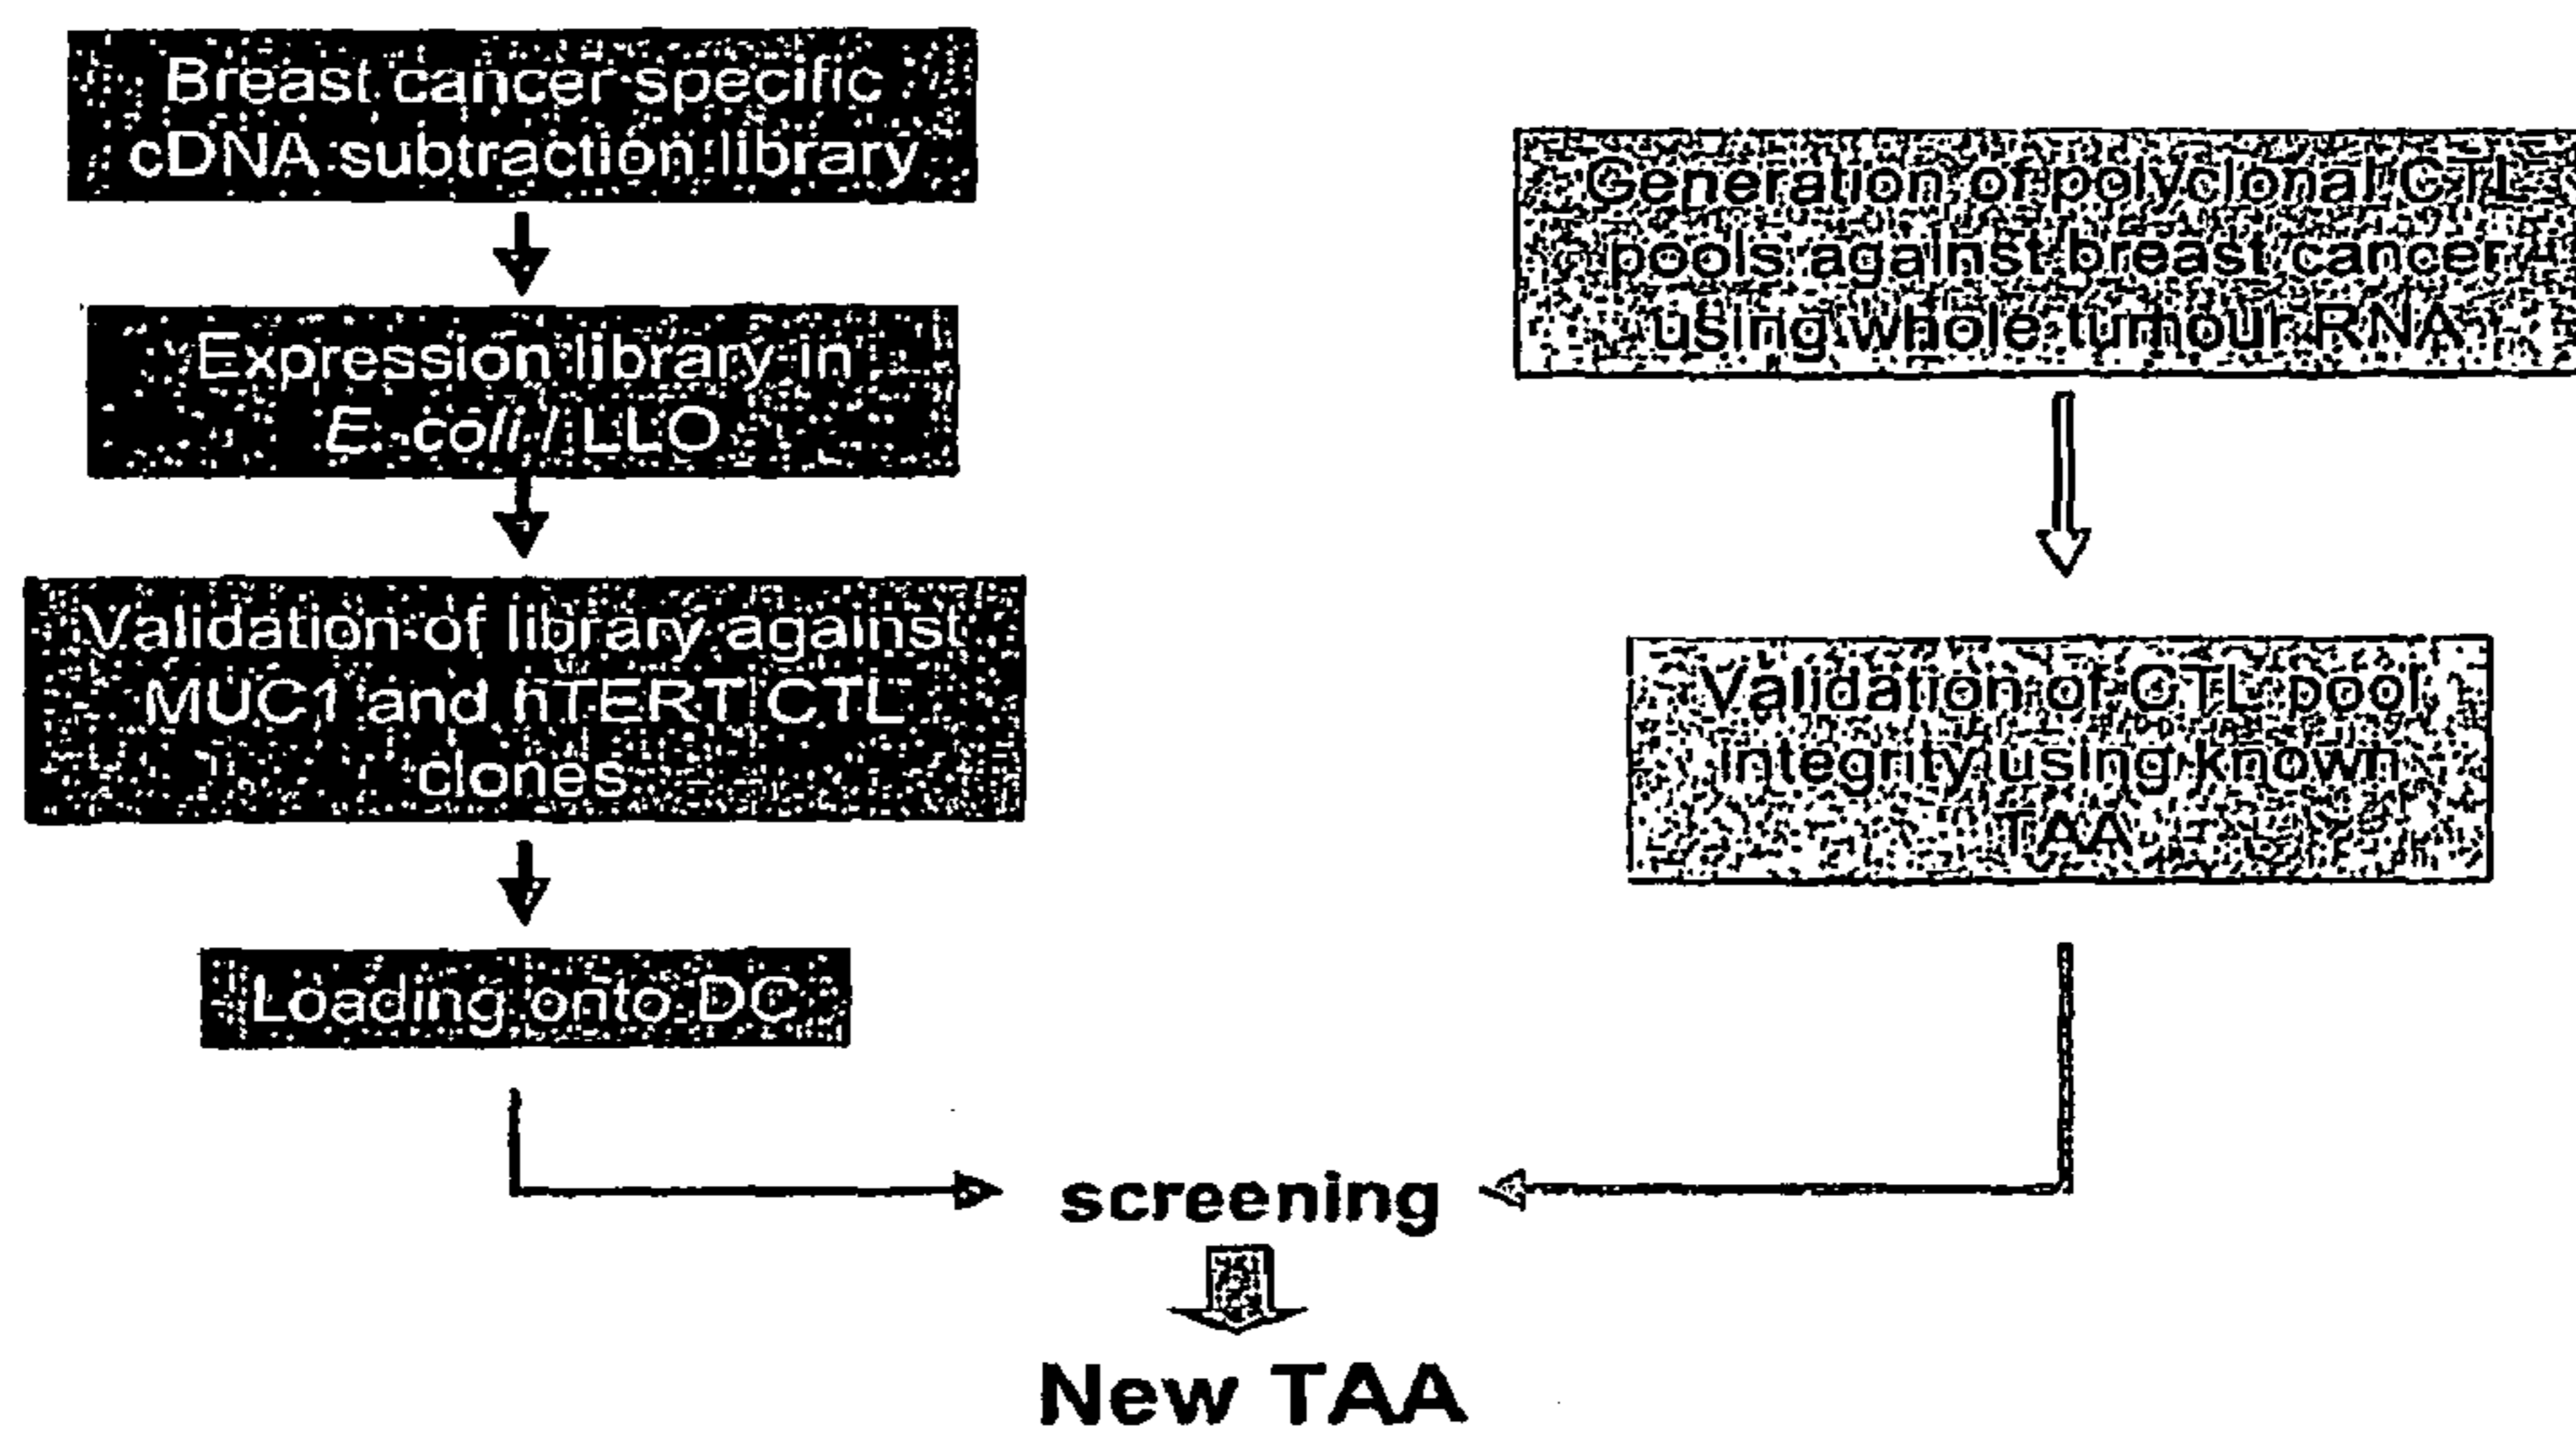 Breast cancer specific
cDNA subtraction library
Expression library in
E. coli / LLO
Validation of library against
MUC1 and hTERT CTL
clones
Loading onto DC
Generation of polyclonal CTL
pools against breast cancer
using whole tumour RNA
Validation of CTL pool
integrity using known
TAA
screening
New TAA